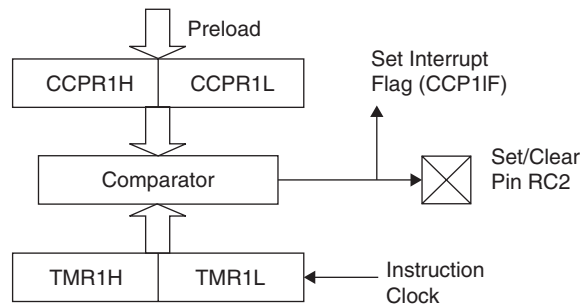 Preload
CCPR1H CCPR1L
Set Interrupt
Flag (CCP1IF)
Comparator
Set/Clear
Pin RC2
TMR1H TMR1L
Instruction
Clock